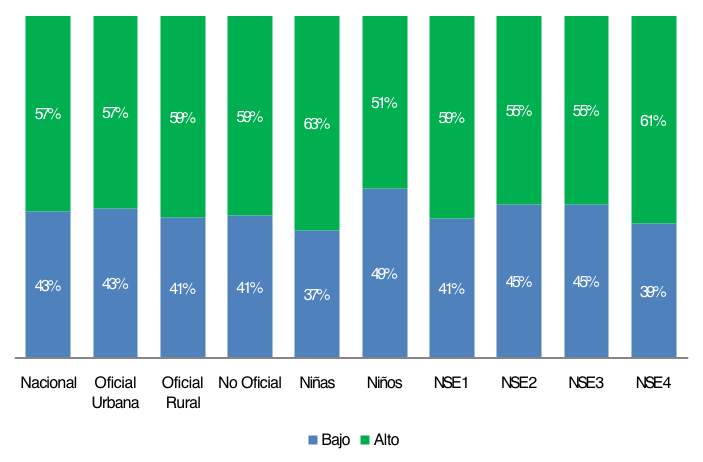 57%
57%
59%
59%
63%
51%
59%
55%
55%
61%
43%
43%
41%
41%
37%
49%
41%
45%
45%
39%
Nacional
Oficial
Urbana
Oficial
Rural
No Oficial
Niñas
Niños
NSE1
NSE2
NSE3
NSE4
Bajo
Alto